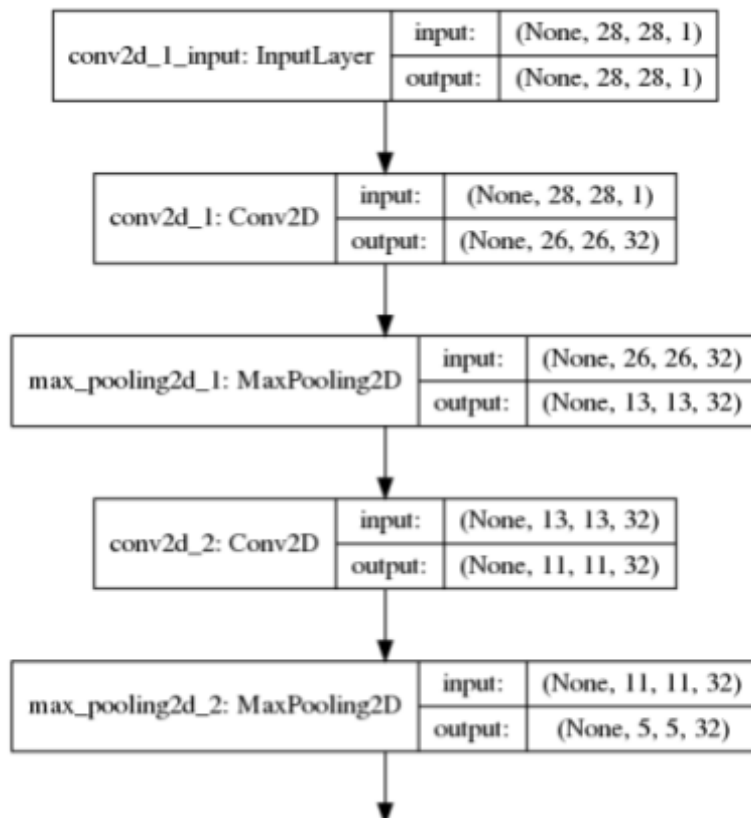 conv2d_1_input: InputLayer
input: (None, 28, 28, 1)
output: (None, 28, 28, 1)
conv2d_1: Conv2D
input: (None, 28, 28, 1)
output: (None, 26, 26, 32)
max_pooling2d_1: MaxPooling2D
input: (None, 26, 26, 32)
output: (None, 13, 13, 32)
conv2d_2: Conv2D
input: (None, 13, 13, 32)
output: (None, 11, 11, 32)
max_pooling2d_2: MaxPooling2D
input: (None, 11, 11, 32)
output: (None, 5, 5, 32)